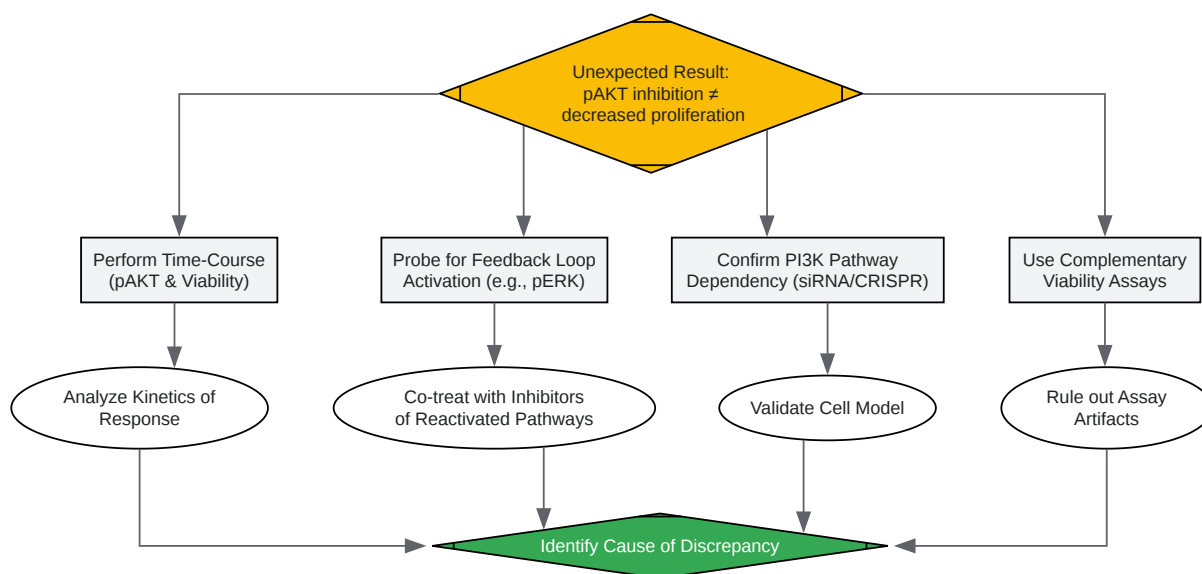 Unexpected Result:
pAKT inhibition ≠
decreased proliferation
Perform Time-Course
(pAKT & Viability)
Probe for Feedback Loop
Activation (e.g., pERK)
Confirm PI3K Pathway
Dependency (siRNA/CRISPR)
Use Complementary
Viability Assays
Analyze Kinetics of
Response
Co-treat with Inhibitors
of Reactivated Pathways
Validate Cell Model
Rule out Assay
Artifacts
Identify Cause of Discrepancy